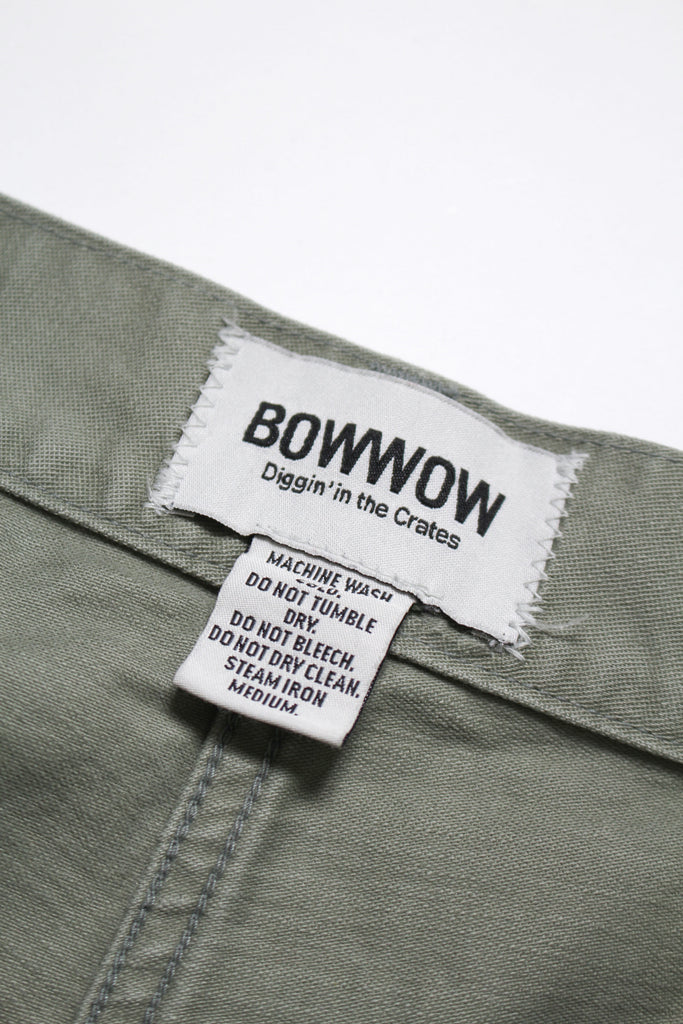 BOWWOW
Diggin' in the Crates
MACHINE WASH
COLD.
DO NOT TUMBLE
DRY.
DO NOT BLEECH.
DO NOT DRY CLEAN.
STEAM IRON
MEDIUM.